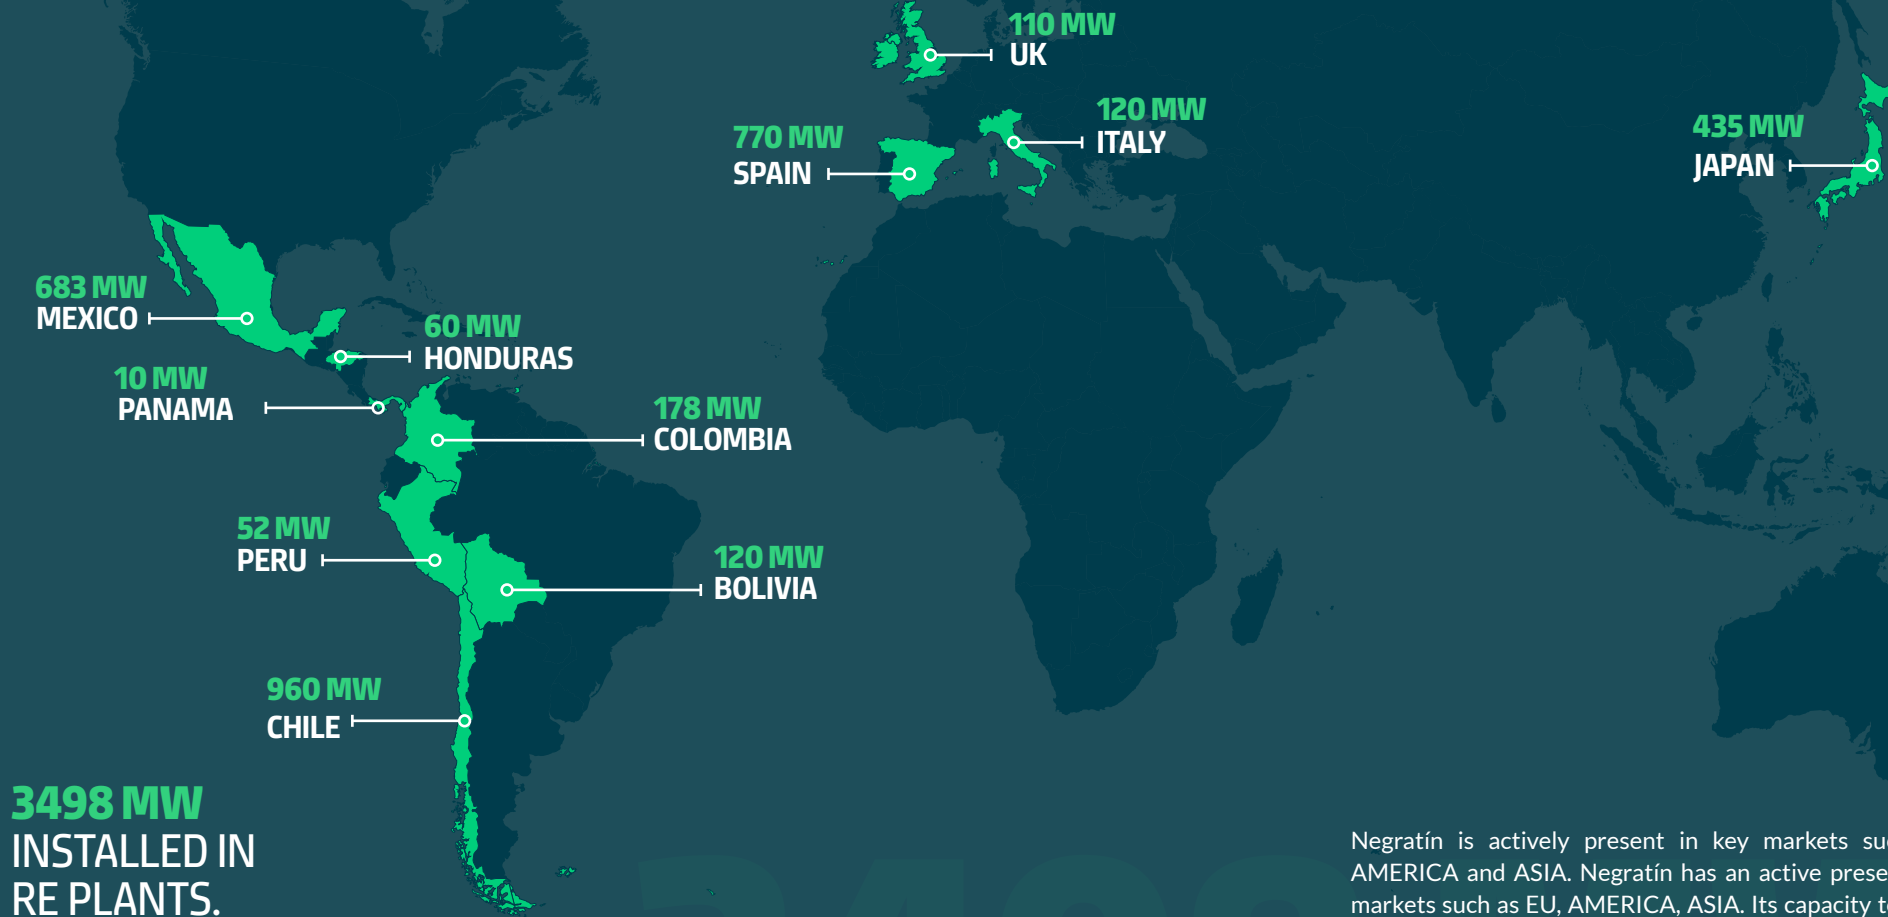 110 MW
UK
120 MW
ITALY
770 MW
SPAIN
435 MW
JAPAN
683 MW
MEXICO
60 MW
HONDURAS
10 MW
PANAMA
178 MW
COLOMBIA
52 MW
PERU
120 MW
BOLIVIA
960 MW
CHILE
3498 MW
INSTALLED IN
RE PLANTS.
Negratín is actively present in key markets
AMERICA and ASIA. Negratín has an active
markets such as EU, AMERICA, ASIA. Its capacity